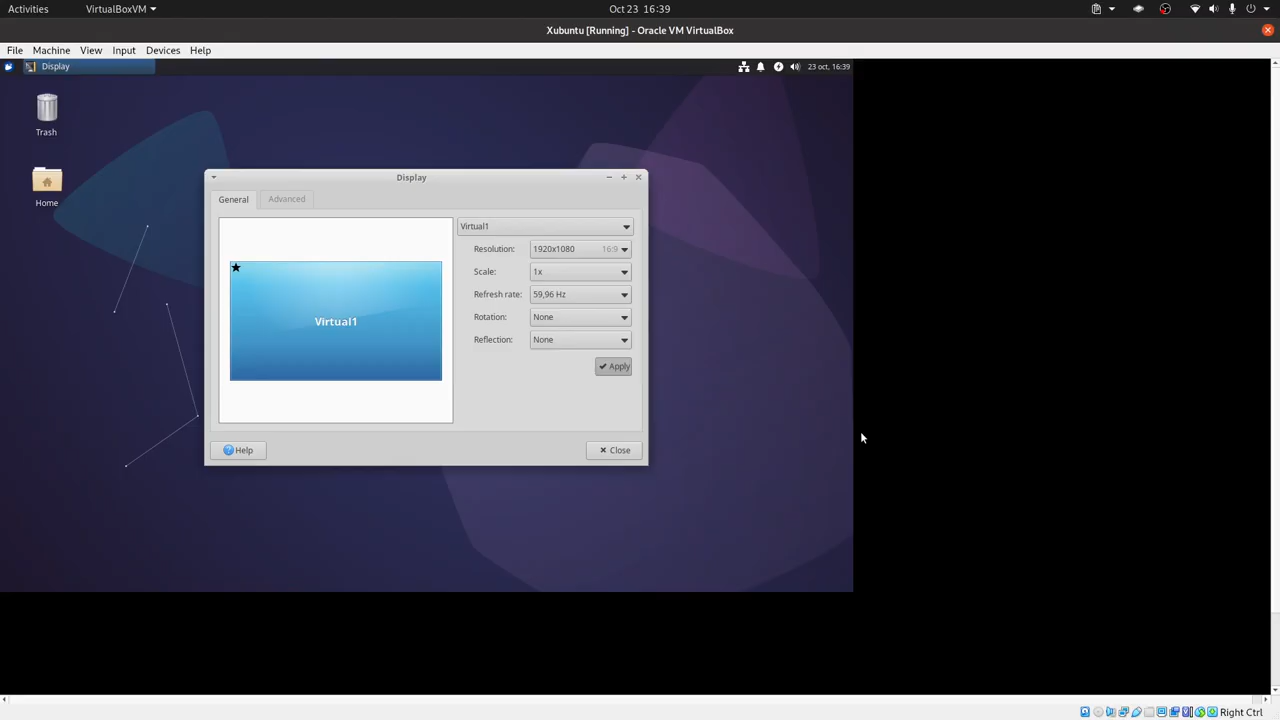 Activities
VirtualBoxVM
Oct 23 16:39
Xubuntu [Running] - Oracle VM VirtualBox
File Machine View Input Devices Help
Display
23 oct, 16:39
Trash
Home
Display
General
Advanced
Virtual1
Virtual1
Resolution: 1920x1080 16:9
Scale: 1x
Refresh rate: 59,96 Hz
Rotation: None
Reflection: None
Apply
Help
Close
Right Ctrl